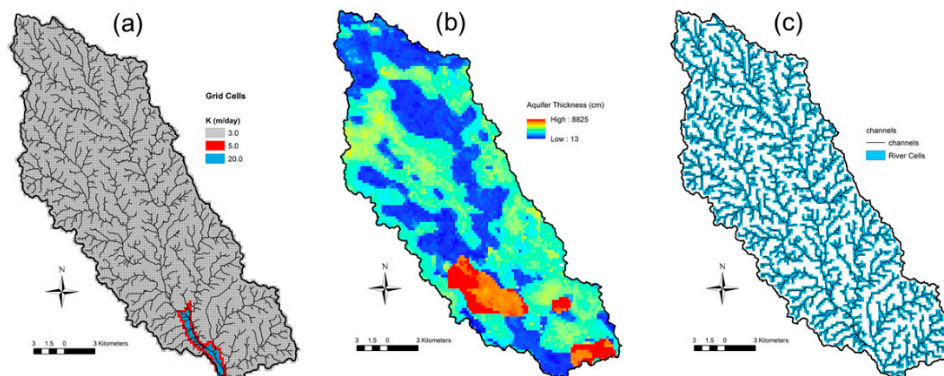 (a)
Grid Cells
K (m/day)
3.0
5.0
20.0
N
3 1.5 0 3 Kilometers
(b)
Aquifer Thickness (cm)
High : 8825
Low : 13
N
3 1.5 0 3 Kilometers
(c)
channels
channels
River Cells
N
3 1.5 0 3 Kilometers